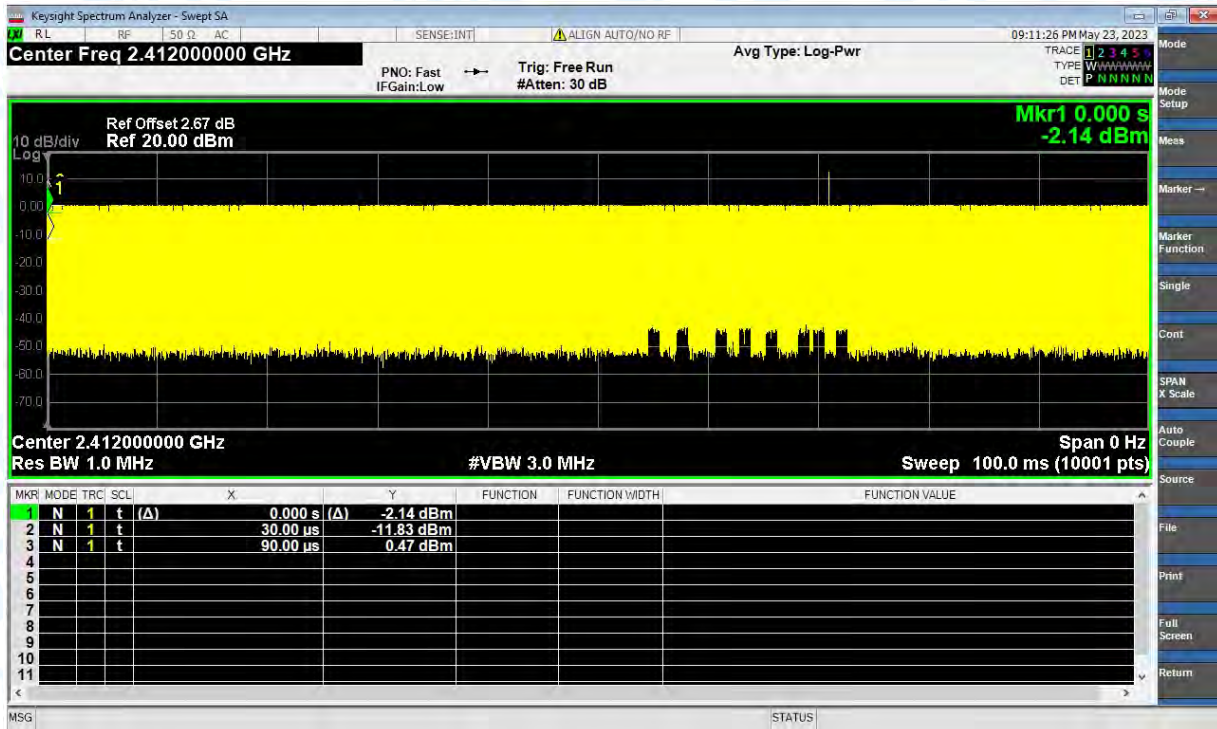 Keysight Spectrum Analyzer - Swept SA
RL RF 50 Ω AC SENSE:INT ALIGN AUTO/NO RF 09:11:26 PM May 23, 2023
Center Freq 2.412000000 GHz
PNO: Fast
IFGain:Low
Trig: Free Run
#Atten: 30 dB
Avg Type: Log-Pwr
TRACE 1 2 3 4 5 6
TYPE WWWWWW
DET P N N N N N
Mkr1 0.000 s
-2.14 dBm
Ref Offset 2.67 dB
10 dB/div Ref 20.00 dBm
Log
1
10.0
0.00
-10.0
-20.0
-30.0
-40.0
-50.0
-60.0
-70.0
Center 2.412000000 GHz Span 0 Hz
Res BW 1.0 MHz #VBW 3.0 MHz Sweep 100.0 ms (10001 pts)
MKR MODE TRC SCL X Y FUNCTION FUNCTION WIDTH FUNCTION VALUE
1 N 1 t (Δ) 0.000 s (Δ) -2.14 dBm
2 N 1 t 30.00 µs -11.83 dBm
3 N 1 t 90.00 µs 0.47 dBm
4
5
6
7
8
9
10
11
MSG STATUS
Mode
Mode
Setup
Meas
Marker→
Marker
Function
Single
Cont
SPAN
X Scale
Auto
Couple
Source
File
Print
Full
Screen
Return